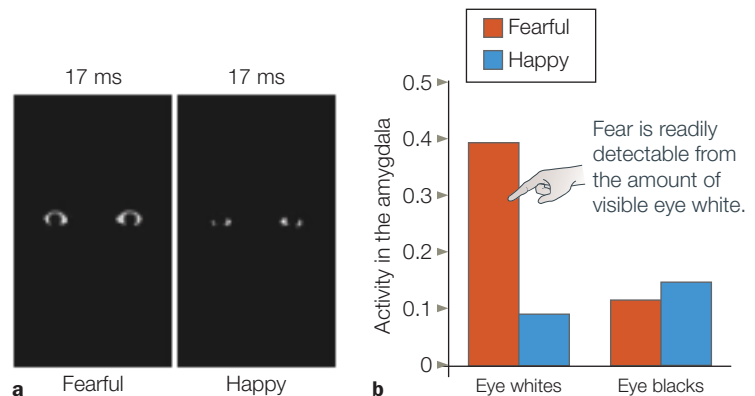 17 ms
17 ms
Fearful
Happy
a
Fearful
Happy
0.5
0.4
0.3
0.2
0.1
0
Activity in the amygdala
Fear is readily
detectable from
the amount of
visible eye white.
Eye whites
Eye blacks
b